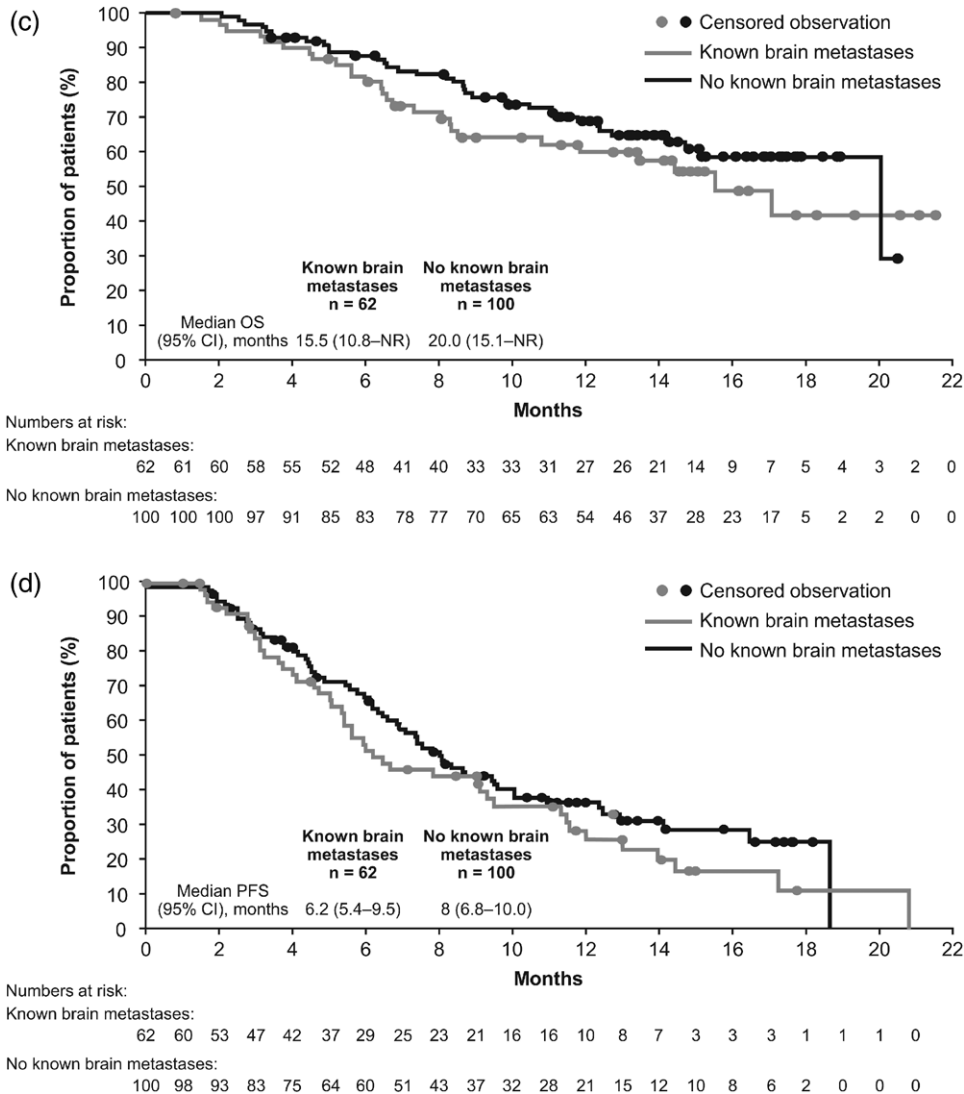 (c)
100
90
80
70
60
50
40
30
20
10
0
Proportion of patients (%)
Censored observation
Known brain metastases
No known brain metastases
Known brain No known brain
metastases metastases
n = 62 n = 100
Median OS
(95% CI), months 15.5 (10.8–NR) 20.0 (15.1–NR)
0 2 4 6 8 10 12 14 16 18 20 22
Months
Numbers at risk:
Known brain metastases:
62 61 60 58 55 52 48 41 40 33 33 31 27 26 21 14 9 7 5 4 3 2 0
No known brain metastases:
100 100 100 97 91 85 83 78 77 70 65 63 54 46 37 28 23 17 5 2 2 0 0
(d)
100
90
80
70
60
50
40
30
20
10
0
Proportion of patients (%)
Censored observation
Known brain metastases
No known brain metastases
Known brain No known brain
metastases metastases
n = 62 n = 100
Median PFS
(95% CI), months 6.2 (5.4–9.5) 8 (6.8–10.0)
0 2 4 6 8 10 12 14 16 18 20 22
Months
Numbers at risk:
Known brain metastases:
62 60 53 47 42 37 29 25 23 21 16 16 10 8 7 3 3 3 1 1 1 0
No known brain metastases:
100 98 93 83 75 64 60 51 43 37 32 28 21 15 12 10 8 6 2 0 0 0